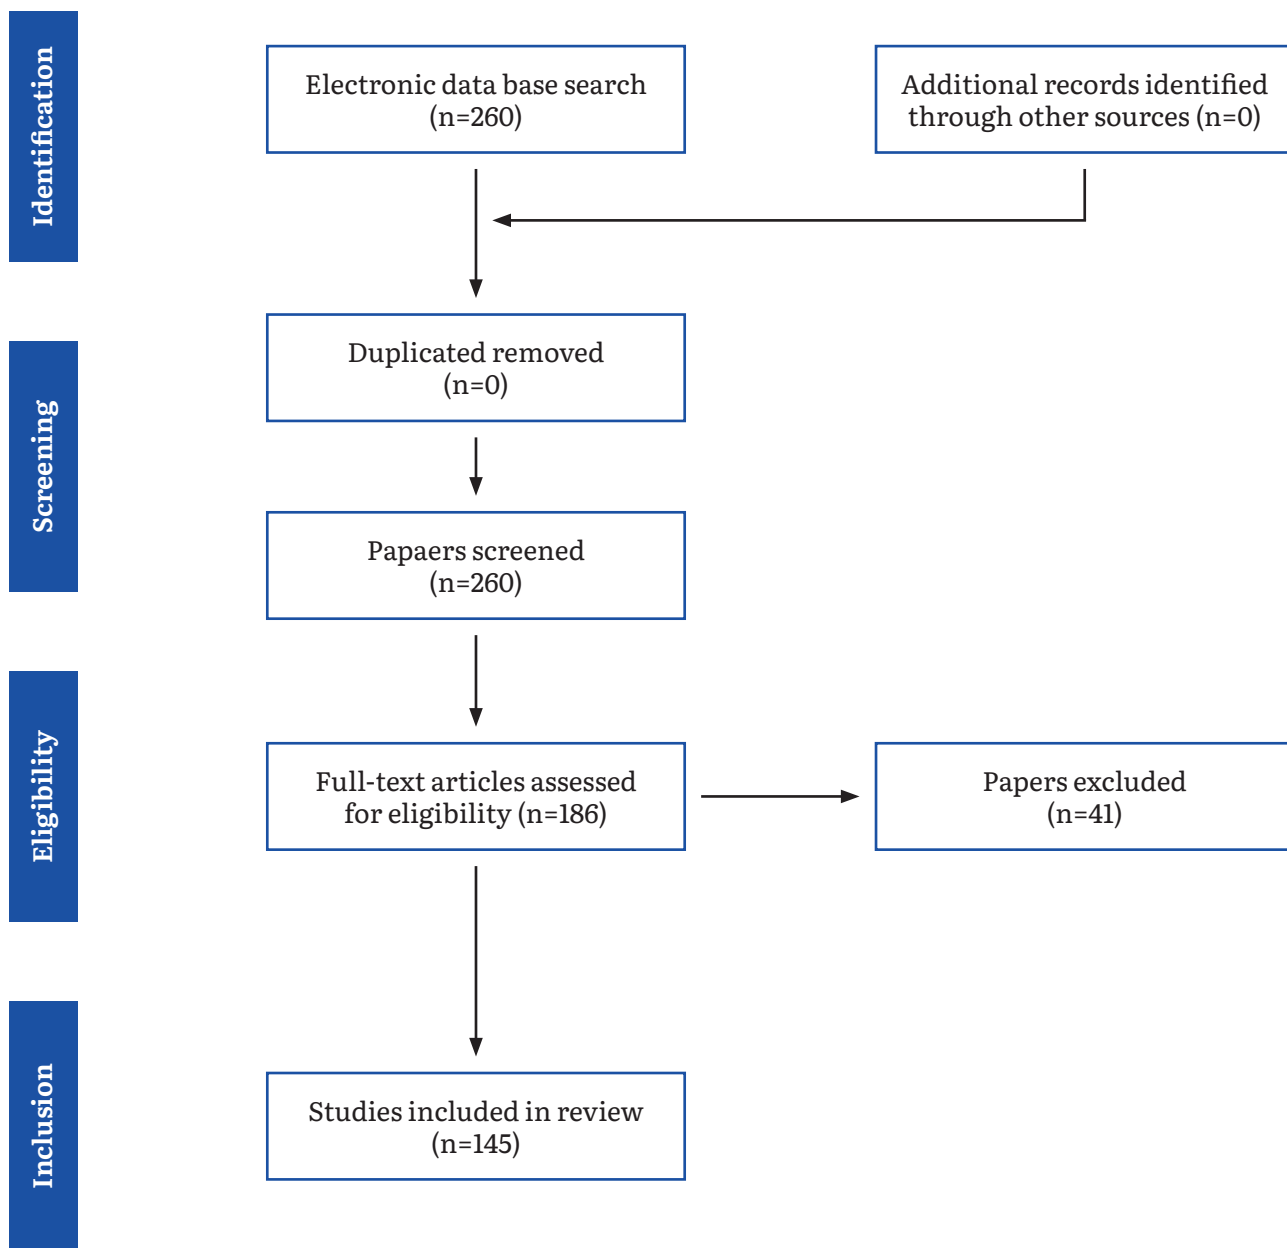 Identification
Electronic data base search
(n=260)
Additional records identified
through other sources (n=0)
Screening
Duplicated removed
(n=0)
Papaers screened
(n=260)
Eligibility
Full-text articles assessed
for eligibility (n=186)
Papers excluded
(n=41)
Inclusion
Studies included in review
(n=145)